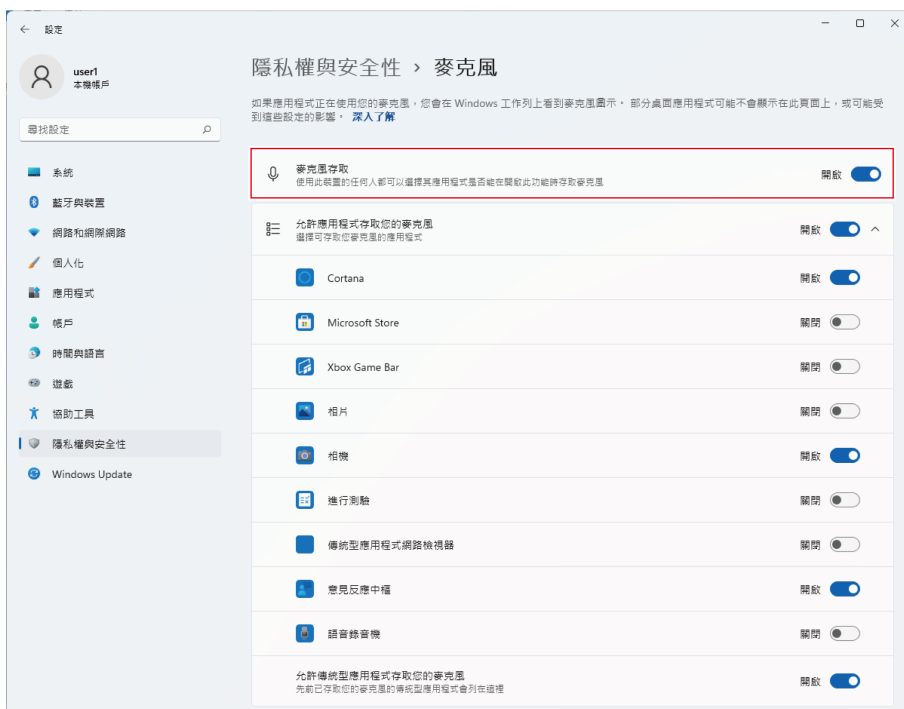 設定
user1
本機帳戶
尋找設定
系統
藍牙與裝置
網路和網際網路
個人化
應用程式
帳戶
時間與語言
遊戲
協助工具
隱私權與安全性
Windows Update
隱私權與安全性 › 麥克風
如果應用程式正在使用您的麥克風，您會在 Windows 工作列上看到麥克風圖示。 部分桌面應用程式可能不會顯示在此頁面上，或可能受
到這些設定的影響。 深入了解
麥克風存取
使用此裝置的任何人都可以選擇其應用程式是否能在開啟此功能時存取麥克風
開啟
允許應用程式存取您的麥克風
選擇可存取您麥克風的應用程式
開啟
Cortana 開啟
Microsoft Store 關閉
Xbox Game Bar 關閉
相片 關閉
相機 開啟
進行測驗 關閉
傳統型應用程式網路檢視器 關閉
意見反應中樞 開啟
語音錄音機 關閉
允許傳統型應用程式存取您的麥克風
先前已存取您的麥克風的傳統型應用程式會列在這裡
開啟